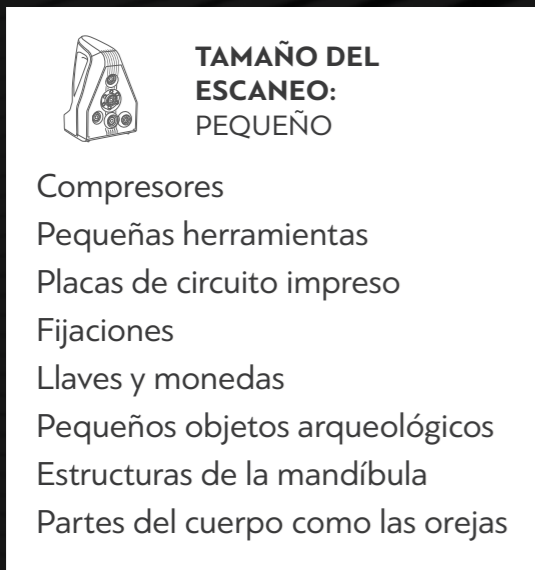 TAMAÑO DEL
ESCANEO:
PEQUEÑO
Compresores
Pequeñas herramientas
Placas de circuito impreso
Fijaciones
Llaves y monedas
Pequeños objetos arqueológicos
Estructuras de la mandíbula
Partes del cuerpo como las orejas